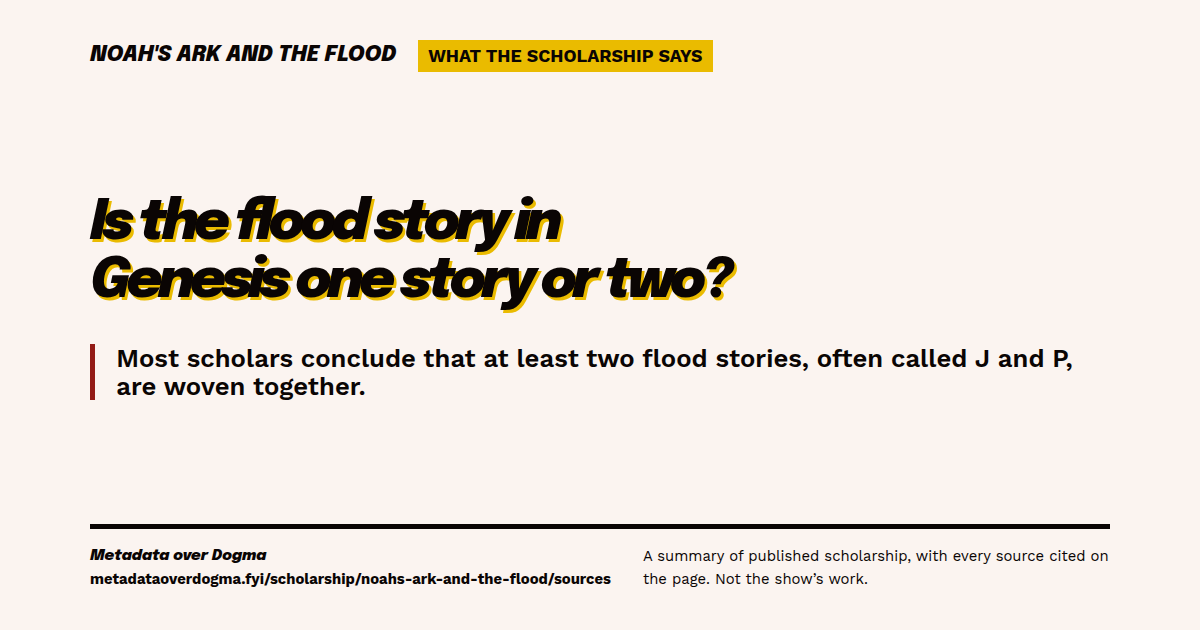 NOAH'S ARK AND THE FLOOD
WHAT THE SCHOLARSHIP SAYS
Is the flood story in
Genesis one story or two?
Most scholars conclude that at least two flood stories, often called J and P,
are woven together.
Metadata over Dogma
metadataoverdogma.fyi/scholarship/noahs-ark-and-the-flood/sources
A summary of published scholarship, with every source cited on
the page. Not the show’s work.